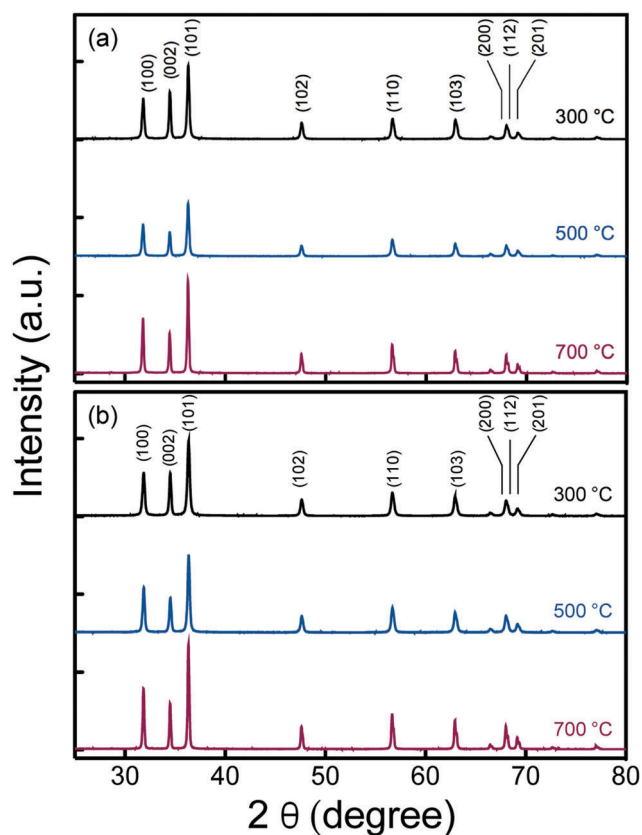 (a)
(100)
(002)
(101)
(102)
(110)
(103)
(200)
(112)
(201)
300 °C
500 °C
700 °C
(b)
(100)
(002)
(101)
(102)
(110)
(103)
(200)
(112)
(201)
300 °C
500 °C
700 °C
Intensity (a.u.)
30 40 50 60 70 80
2 θ (degree)